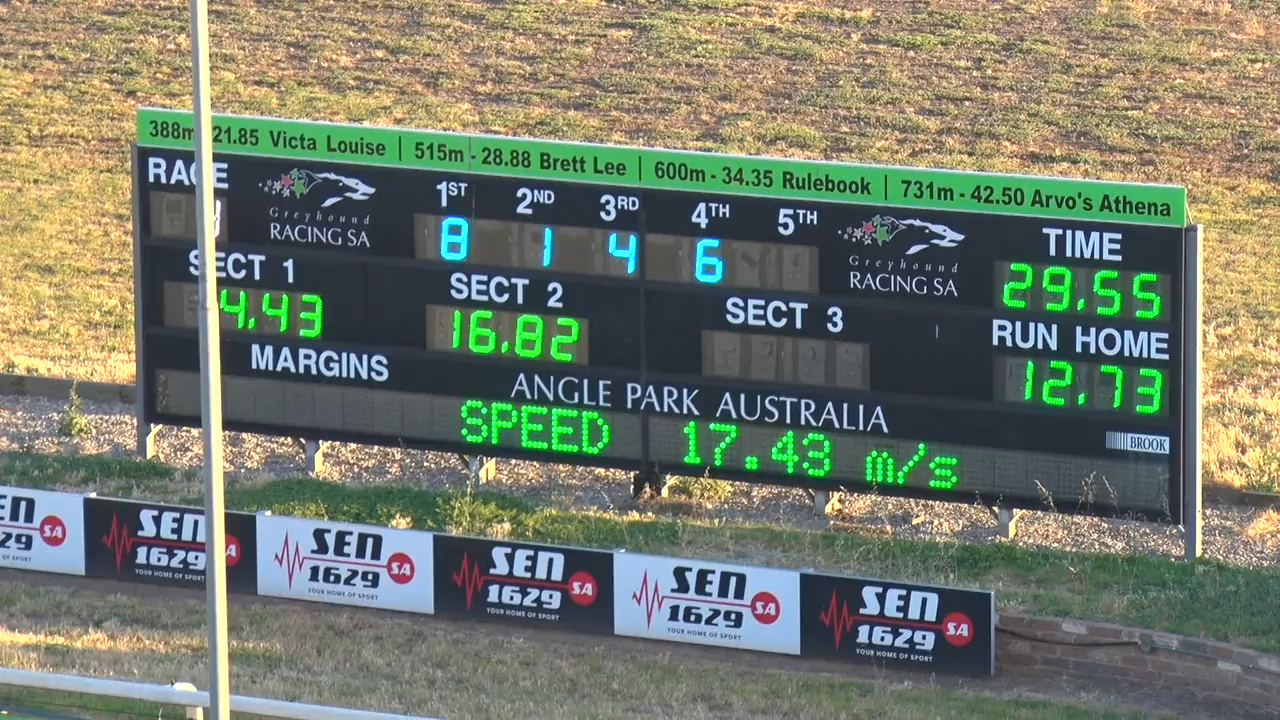 388m - 21.85 Victa Louise | 515m - 28.88 Brett Lee | 600m - 34.35 Rulebook | 731m - 42.50 Arvo's Athena
RACE
Greyhound
RACING SA
1ST 2ND 3RD 4TH 5TH
8 1 4 6
Greyhound
RACING SA
TIME
29.55
SECT 1
4.43
SECT 2
16.82
SECT 3
RUN HOME
12.73
MARGINS
ANGLE PARK AUSTRALIA
SPEED 17.43 m/s
BROOK
EN
29 SA
OF SPORT
SEN
1629 SA
YOUR HOME OF SPORT
SEN
1629 SA
YOUR HOME OF SPORT
SEN
1629 SA
YOUR HOME OF SPORT
SEN
1629 SA
YOUR HOME OF SPORT
SEN
1629 SA
YOUR HOME OF SPORT